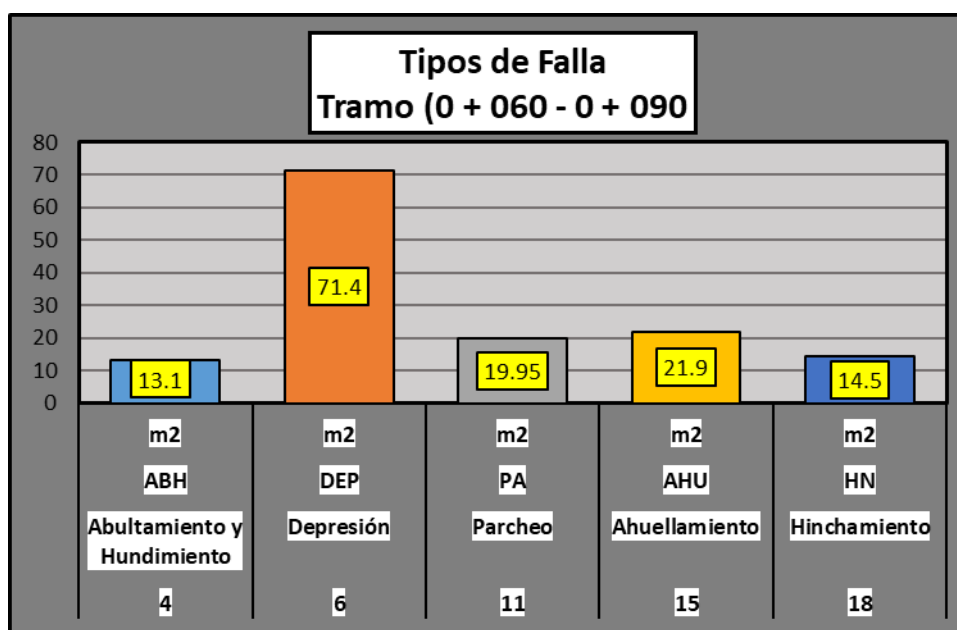 Tipos de Falla
Tramo (0 + 060 - 0 + 090
80
70
60
50
40
30
20
10
0
13.1
71.4
19.95
21.9
14.5
m2 m2 m2 m2 m2
ABH DEP PA AHU HN
Abultamiento y Depresión Parcheo Ahuellamiento Hinchamiento
Hundimiento
4 6 11 15 18